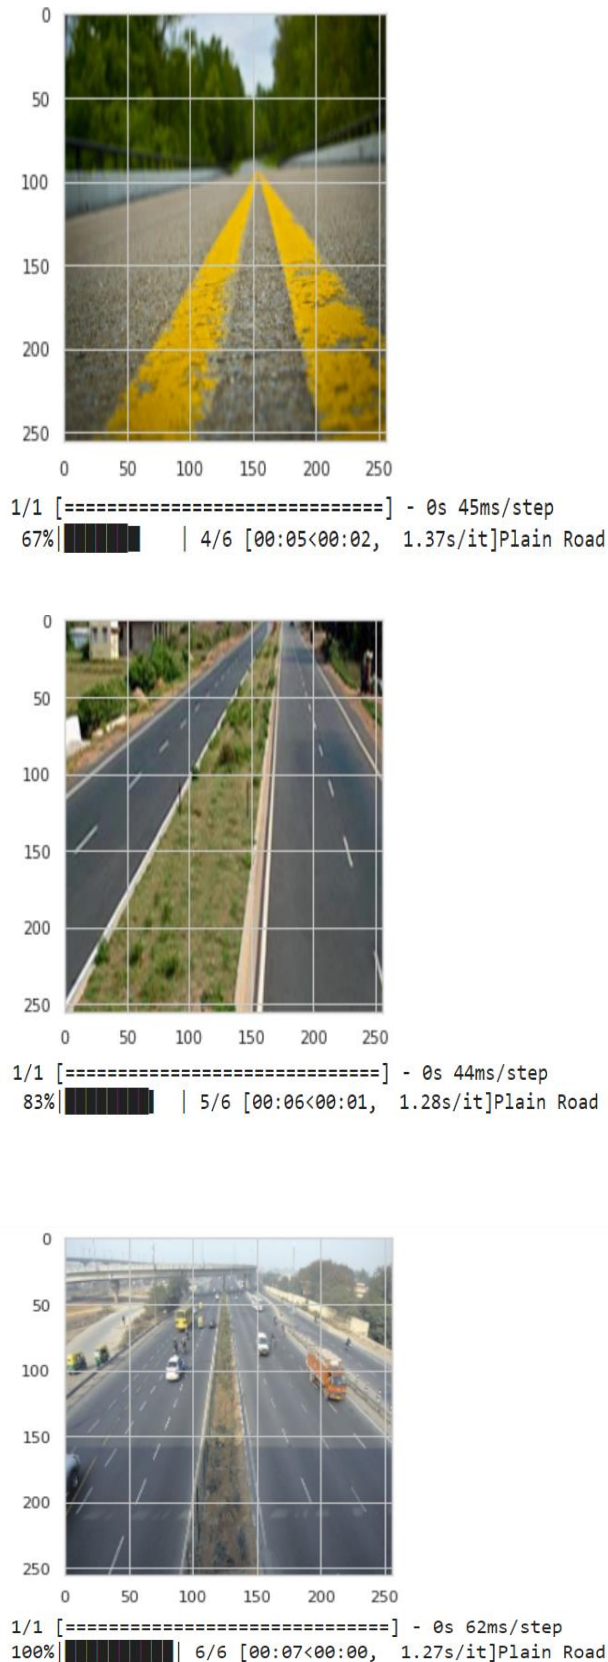 0
50
100
150
200
250
0 50 100 150 200 250
1/1 [==============================] - 0s 45ms/step
67%|███████   | 4/6 [00:05<00:02,  1.37s/it]Plain Road
0
50
100
150
200
250
0 50 100 150 200 250
1/1 [==============================] - 0s 44ms/step
83%|████████  | 5/6 [00:06<00:01,  1.28s/it]Plain Road
0
50
100
150
200
250
0 50 100 150 200 250
1/1 [==============================] - 0s 62ms/step
100%|██████████| 6/6 [00:07<00:00,  1.27s/it]Plain Road